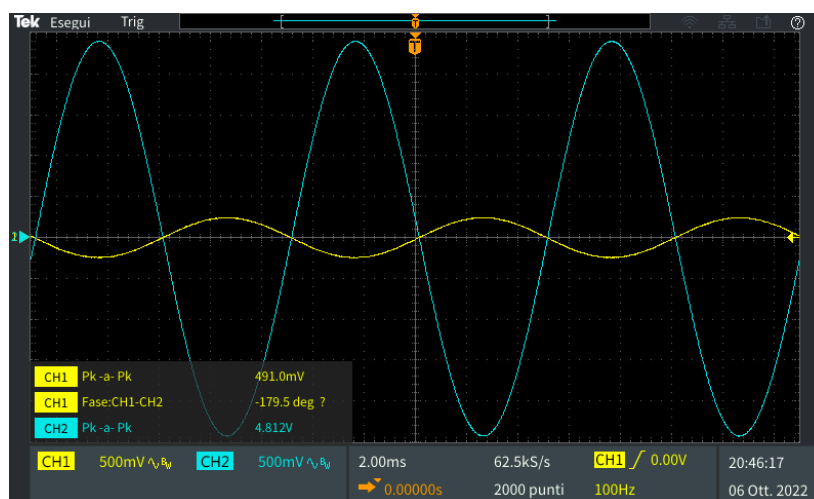 Tek Esegui Trig T ?
T
1
CH1 Pk -a- Pk 491.0mV
CH1 Fase:CH1-CH2 -179.5 deg ?
CH2 Pk -a- Pk 4.812V
CH1 500mV BW CH2 500mV BW 2.00ms 62.5kS/s CH1 0.00V 20:46:17
0.00000s 2000 punti 100Hz 06 Ott. 2022